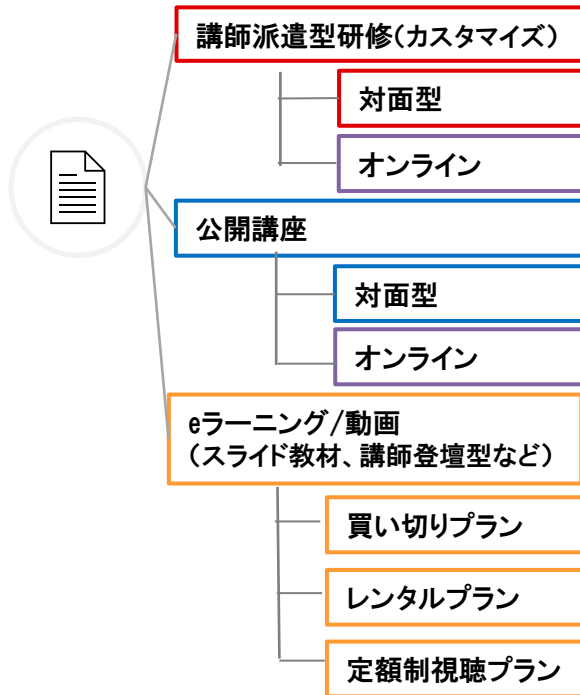 講師派遣型研修(カスタマイズ)
対面型
オンライン
公開講座
対面型
オンライン
eラーニング/動画
(スライド教材、講師登壇型など)
買い切りプラン
レンタルプラン
定額制視聴プラン